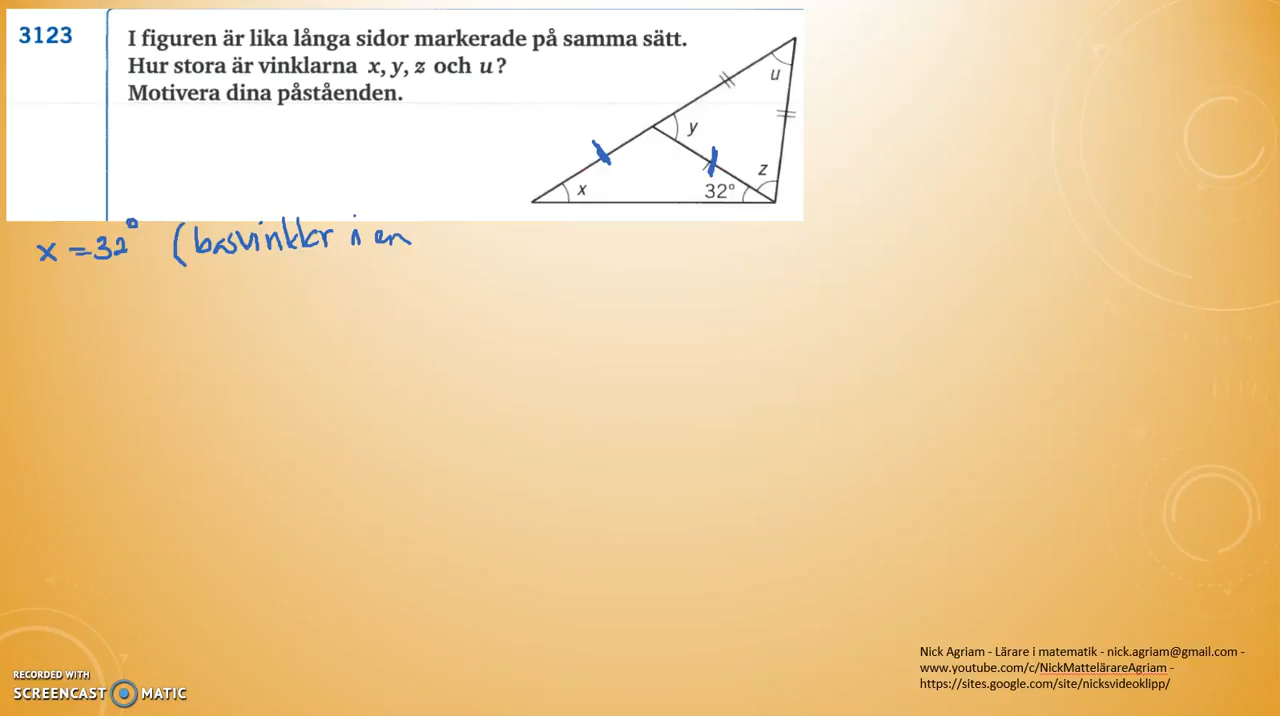 3123
I figuren är lika långa sidor markerade på samma sätt.
Hur stora är vinklarna x, y, z och u?
Motivera dina påståenden.
u
y
z
x
32°
x = 32° (basvinklar i en
Nick Agriam - Lärare i matematik - nick.agriam@gmail.com -
www.youtube.com/c/NickMattelärareAgriam -
https://sites.google.com/site/nicksvideoklipp/
RECORDED WITH
SCREENCAST MATIC